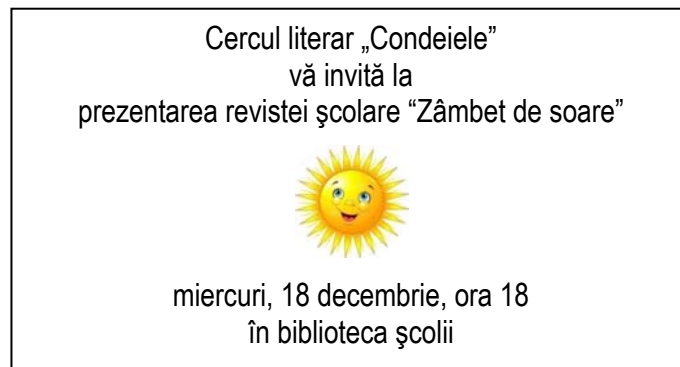 Cercul literar „Condeiele”
vă invită la
prezentarea revistei şcolare “Zâmbet de soare”
miercuri, 18 decembrie, ora 18
în biblioteca şcolii